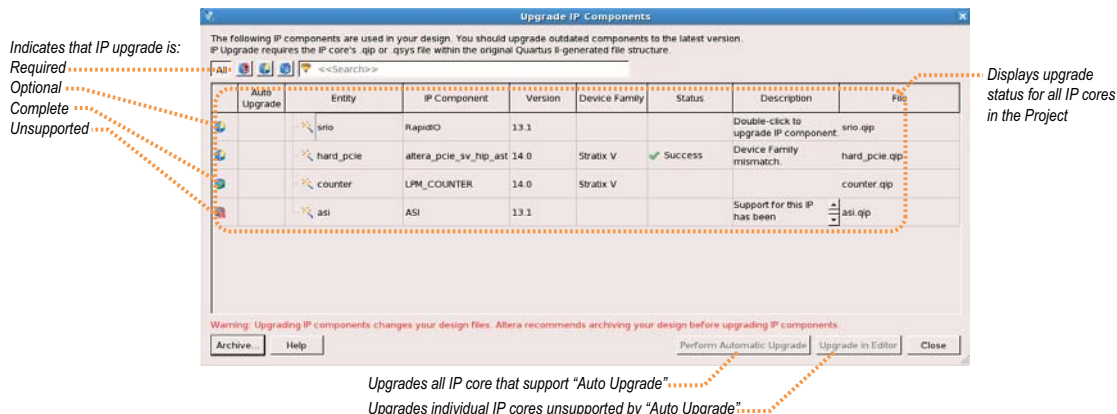 Upgrade IP Components
The following IP components are used in your design. You should upgrade outdated components to the latest version.
IP Upgrade requires the IP core's .qip or .qsys file within the original Quartus II-generated file structure.
Indicates that IP upgrade is:
Required
Optional
Complete
Unsupported
All <<Search>>
Auto Upgrade Entity IP Component Version Device Family Status Description File
srio RapidIO 13.1 Double-click to upgrade IP component. srio.qip
hard_pcie altera_pcie_sv_hip_ast 14.0 Stratix V Success Device Family mismatch. hard_pcie.qip
counter LPM_COUNTER 14.0 Stratix V counter.qip
asi ASI 13.1 Support for this IP has been asi.qip
Displays upgrade
status for all IP cores
in the Project
Warning: Upgrading IP components changes your design files. Altera recommends archiving your design before upgrading IP components.
Archive... Help Perform Automatic Upgrade Upgrade in Editor Close
Upgrades all IP core that support “Auto Upgrade”
Upgrades individual IP cores unsupported by “Auto Upgrade”